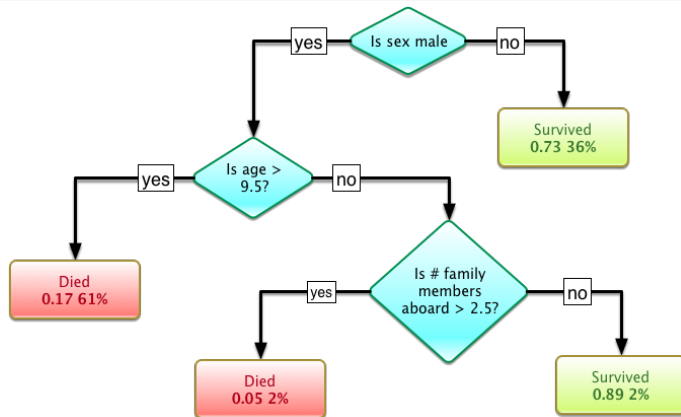 Is sex male
yes
no
Survived
0.73 36%
Is age >
9.5?
yes
no
Died
0.17 61%
Is # family
members
aboard > 2.5?
yes
no
Died
0.05 2%
Survived
0.89 2%